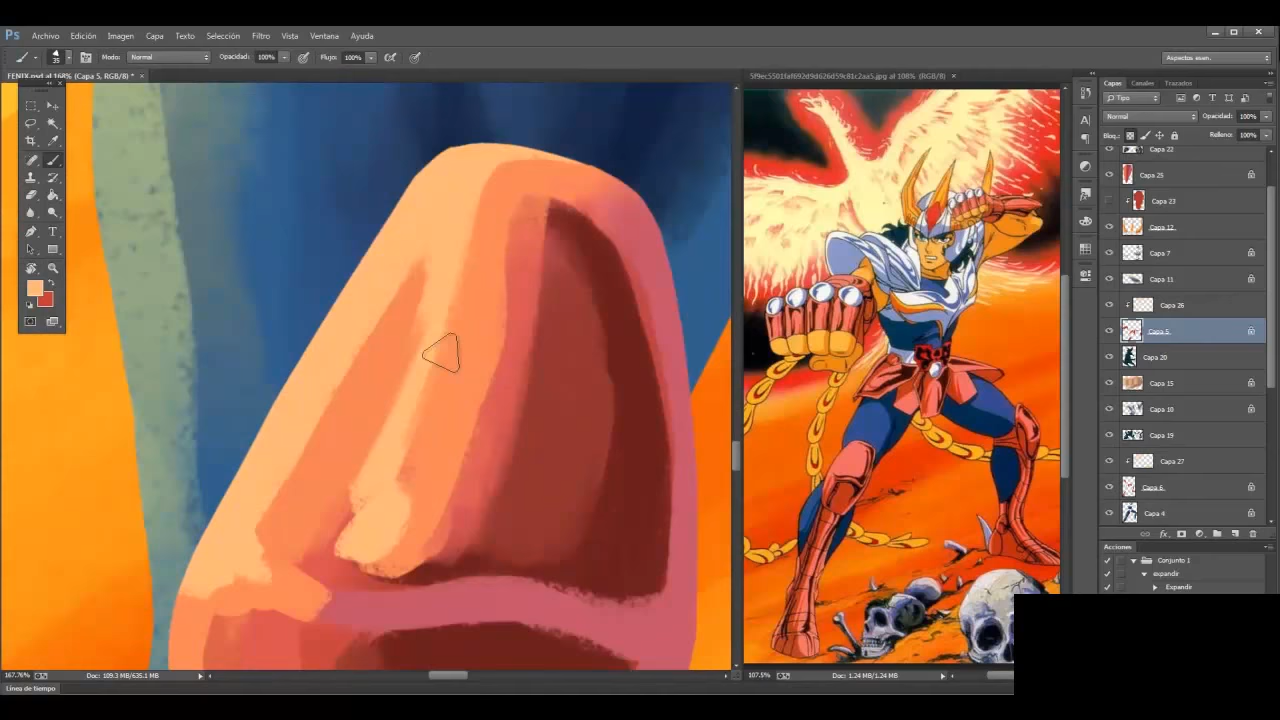 Ps Archivo Edición Imagen Capa Texto Selección Filtro Vista Ventana Ayuda
35 Modo: Normal Opacidad: 100% Flujo: 100% Aspectos esen.
FENIX.psd al 168% (Capa 5, RGB/8) *
5f9ec5501faf692d9d626d59c81c2aa5.jpg al 108% (RGB/8)
Capas Canales Trazados
Tipo
Normal Opacidad: 100%
Bloq.: Relleno: 100%
Capa 22
Capa 25
Capa 23
Capa 12
Capa 7
Capa 11
Capa 26
Capa 5
Capa 20
Capa 15
Capa 10
Capa 19
Capa 27
Capa 6
Capa 4
fx
Acciones
Conjunto 1
expandir
Expandir
167.76% Doc: 109.3 MB/635.1 MB
107.5% Doc: 1.24 MB/1.24 MB
Línea de tiempo